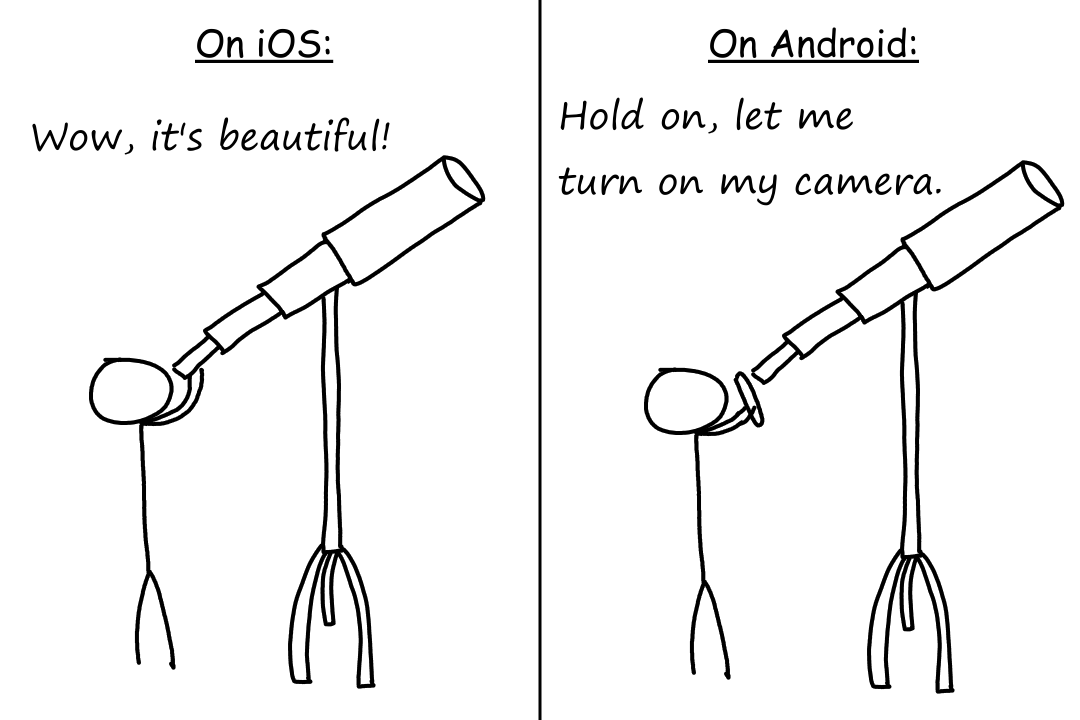 On iOS:
Wow, it's beautiful!
On Android:
Hold on, let me
turn on my camera.